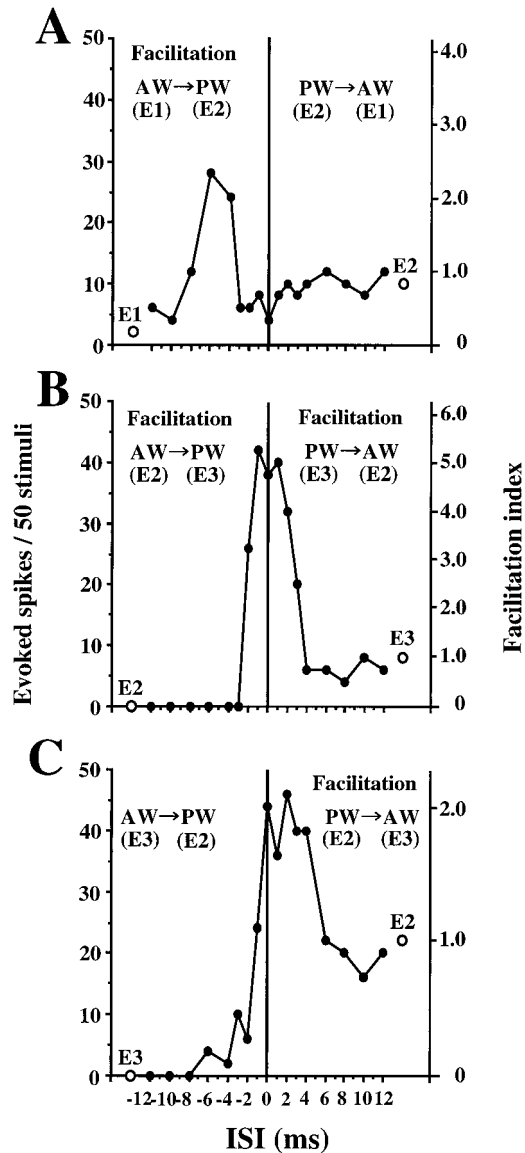 A
50
40
30
20
10
0
Facilitation
AW→PW
(E1) (E2)
PW→AW
(E2) (E1)
E1
E2
4.0
3.0
2.0
1.0
0
B
50
40
30
20
10
0
Facilitation
AW→PW
(E2) (E3)
Facilitation
PW→AW
(E3) (E2)
E2
E3
6.0
5.0
4.0
3.0
2.0
1.0
0
Evoked spikes / 50 stimuli
Facilitation index
C
50
40
30
20
10
0
AW→PW
(E3) (E2)
Facilitation
PW→AW
(E2) (E3)
E3
E2
2.0
1.0
0
-12 -10 -8 -6 -4 -2 0 2 4 6 8 10 12
ISI (ms)